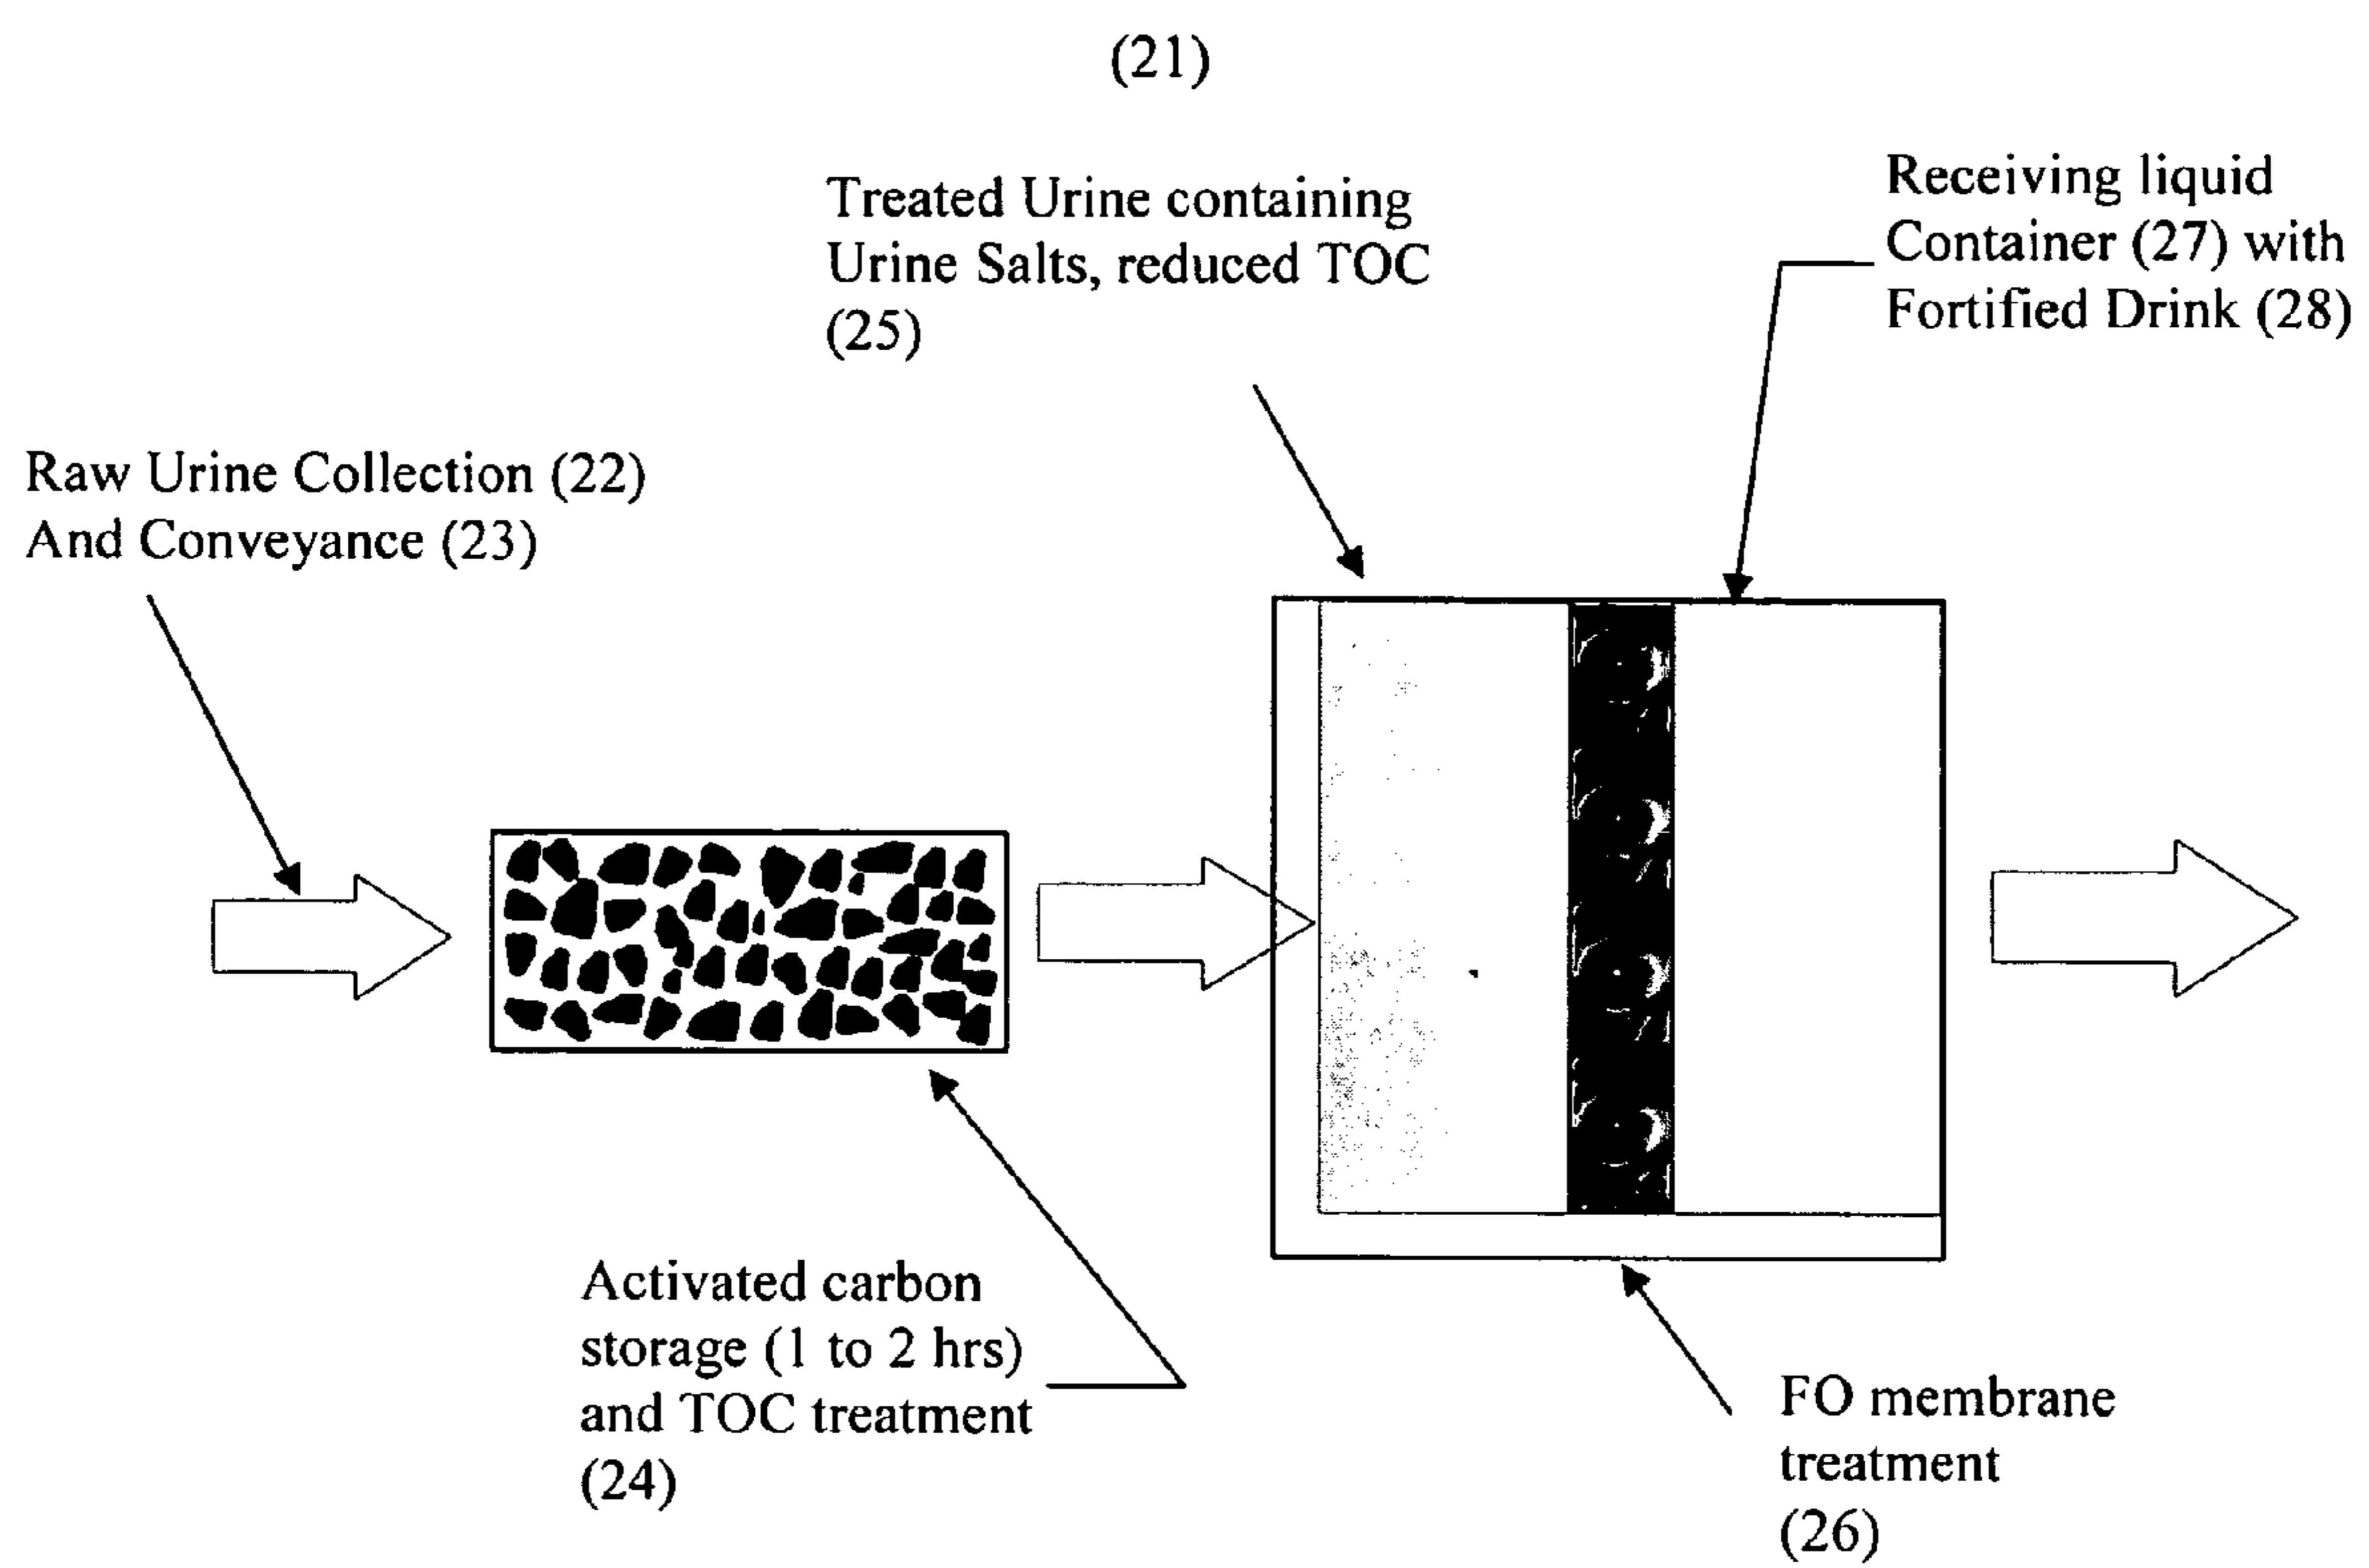 (21)
Treated Urine containing
Urine Salts, reduced TOC
(25)
Receiving liquid
Container (27) with
Fortified Drink (28)
Raw Urine Collection (22)
And Conveyance (23)
Activated carbon
storage (1 to 2 hrs)
and TOC treatment
(24)
FO membrane
treatment
(26)